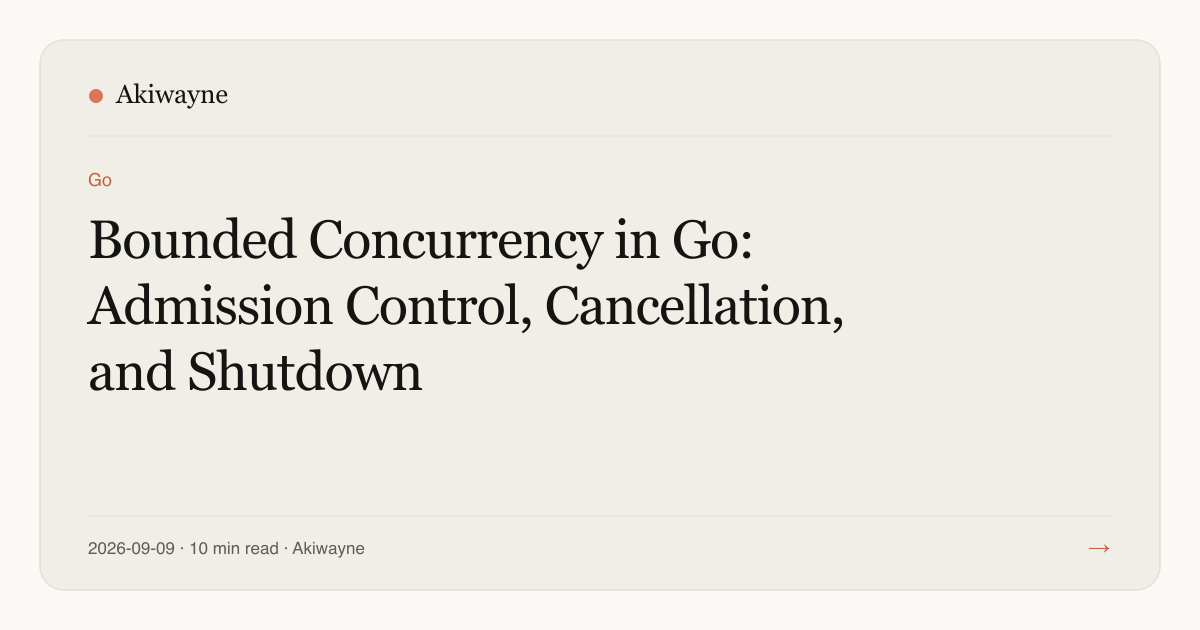 Akiwayne
Go
Bounded Concurrency in Go:
Admission Control, Cancellation,
and Shutdown
2026-09-09 · 10 min read · Akiwayne
→